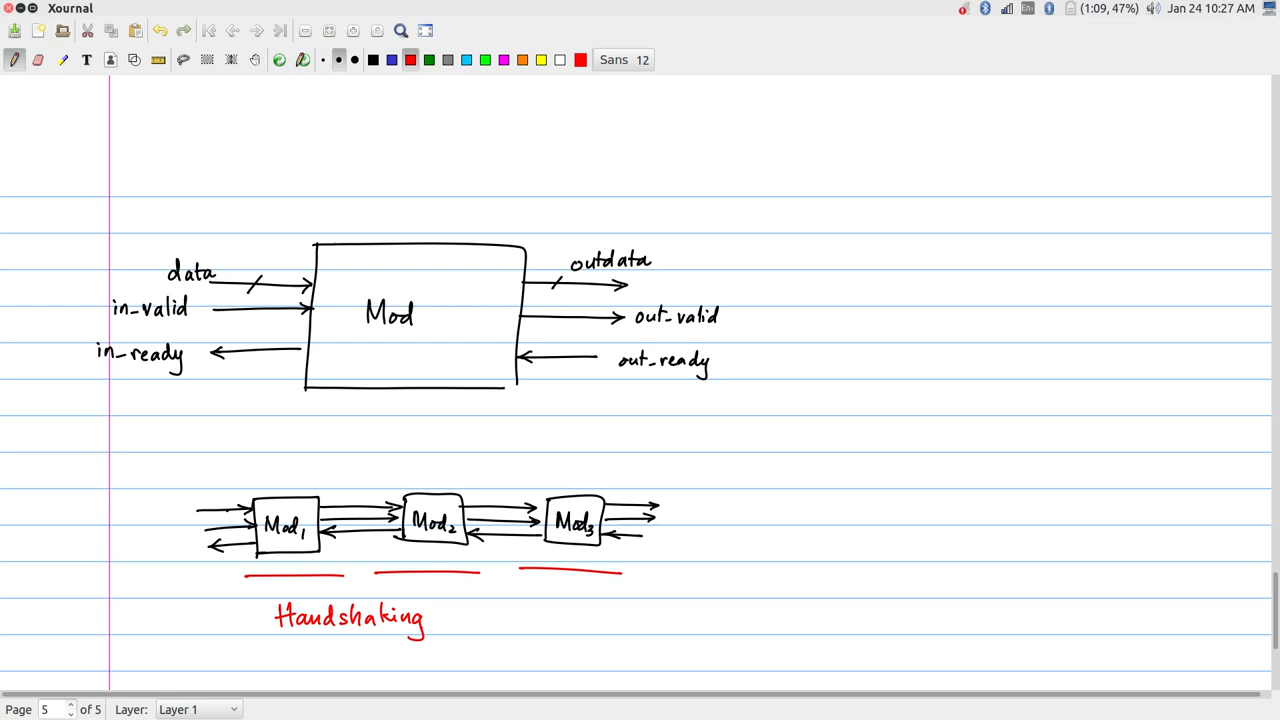 Xournal
(1:09, 47%) Jan 24 10:27 AM
En
Sans 12
data
outdata
in_valid
Mod
out_valid
in_ready
out_ready
Mod1 Mod2 Mod3
Handshaking
Page 5 of 5 Layer: Layer 1